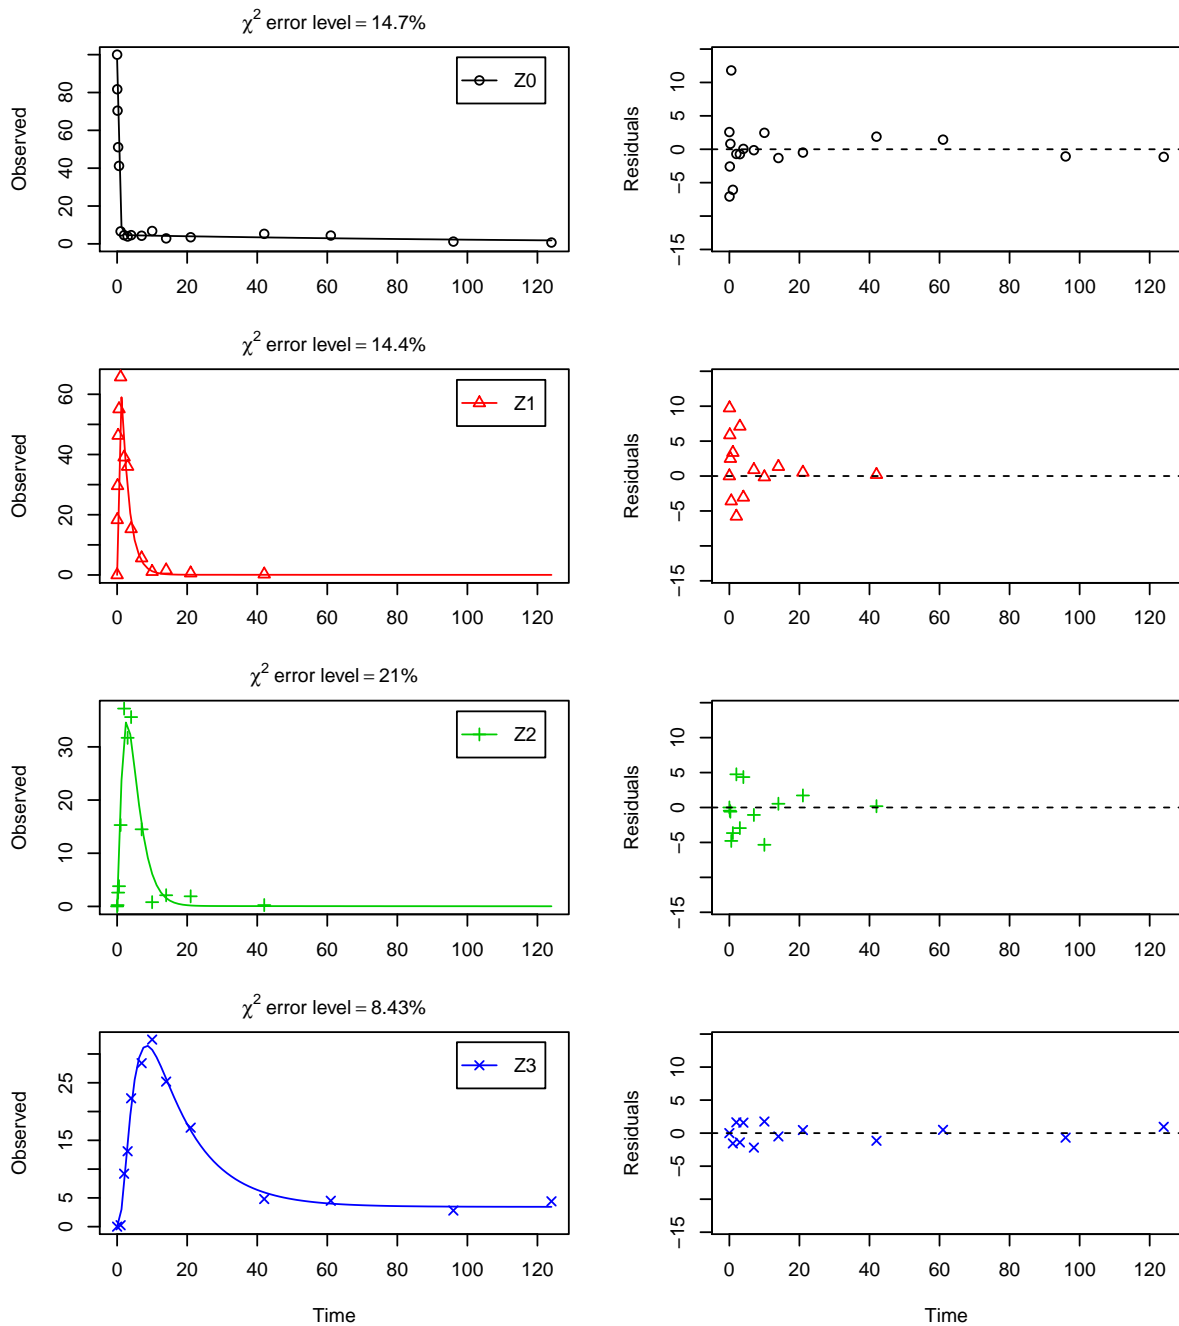 χ² error level = 14.7%
Observed
0 20 40 60 80
Z0
0 20 40 60 80 100 120
Residuals
−15 −5 0 5 10
0 20 40 60 80 100 120
χ² error level = 14.4%
Observed
0 20 40 60
Z1
0 20 40 60 80 100 120
Residuals
−15 −5 0 5 10
0 20 40 60 80 100 120
χ² error level = 21%
Observed
0 10 20 30
Z2
0 20 40 60 80 100 120
Residuals
−15 −5 0 5 10
0 20 40 60 80 100 120
χ² error level = 8.43%
Observed
0 5 15 25
Z3
0 20 40 60 80 100 120
Time
Residuals
−15 −5 0 5 10
0 20 40 60 80 100 120
Time